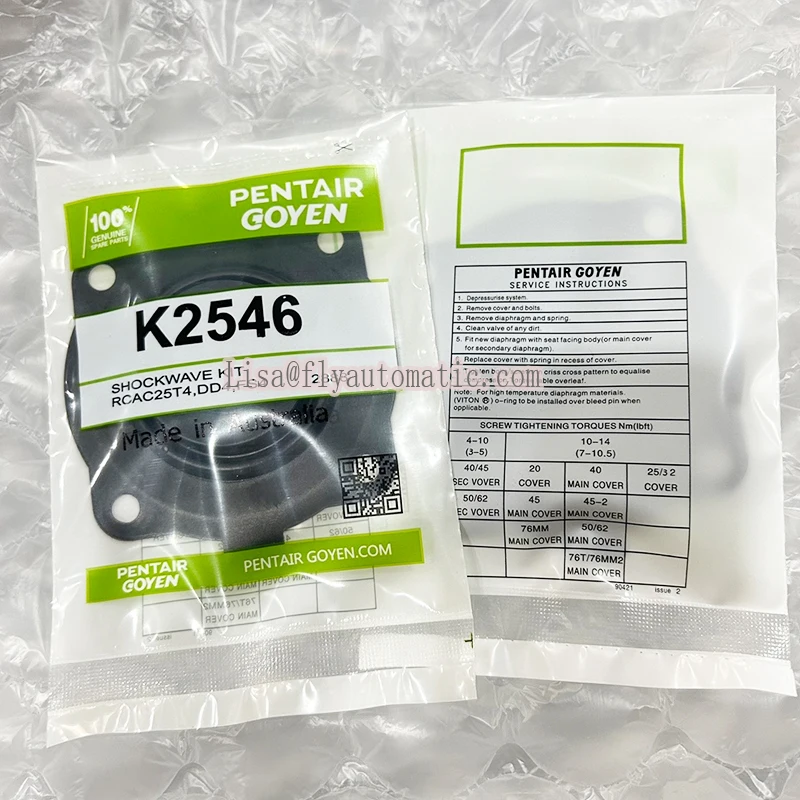 PENTAIR
GOYEN
100%
GENUINE
SPARE PARTS
K2546
SHOCKWAVE KIT
RCAC25T4,DD4,FS4
Made in Australia
PENTAIR
GOYEN
PENTAIR GOYEN.COM
Lisa@flyautomatic.com
PENTAIR GOYEN
SERVICE INSTRUCTIONS
1. Depressurise system.
2. Remove cover and bolts.
3. Remove diaphragm and spring.
4. Clean valve of any dirt.
5. Fit new diaphragm with seat facing body(or main cover
for secondary diaphragm).
Replace cover with spring in recess of cover.
criss cross pattern to equalise
overleaf.
Note: For high temperature diaphragm materials.
(VITON ®) o-ring to be installed over bleed pin when
applicable.
SCREW TIGHTENING TORQUES Nm(lbft)
4-10 10-14
(3-5) (7-10.5)
40/45 20 40 25/32
SEC VOVER COVER MAIN COVER COVER
50/62 45 45-2
SEC VOVER MAIN COVER MAIN COVER
76MM 50/62
MAIN COVER MAIN COVER
76T/76MM2
MAIN COVER
90421 issue 2